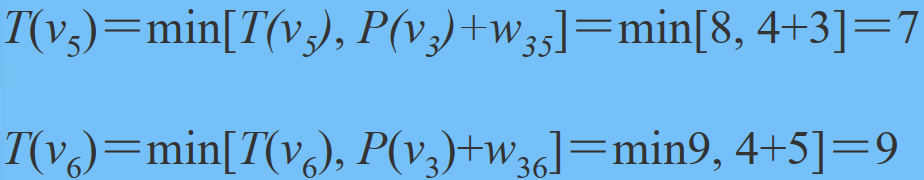 T(v₅)=min[T(v₅), P(v₃)+w₃₅]=min[8, 4+3]=7
T(v₆)=min[T(v₆), P(v₃)+w₃₆]=min9, 4+5]=9